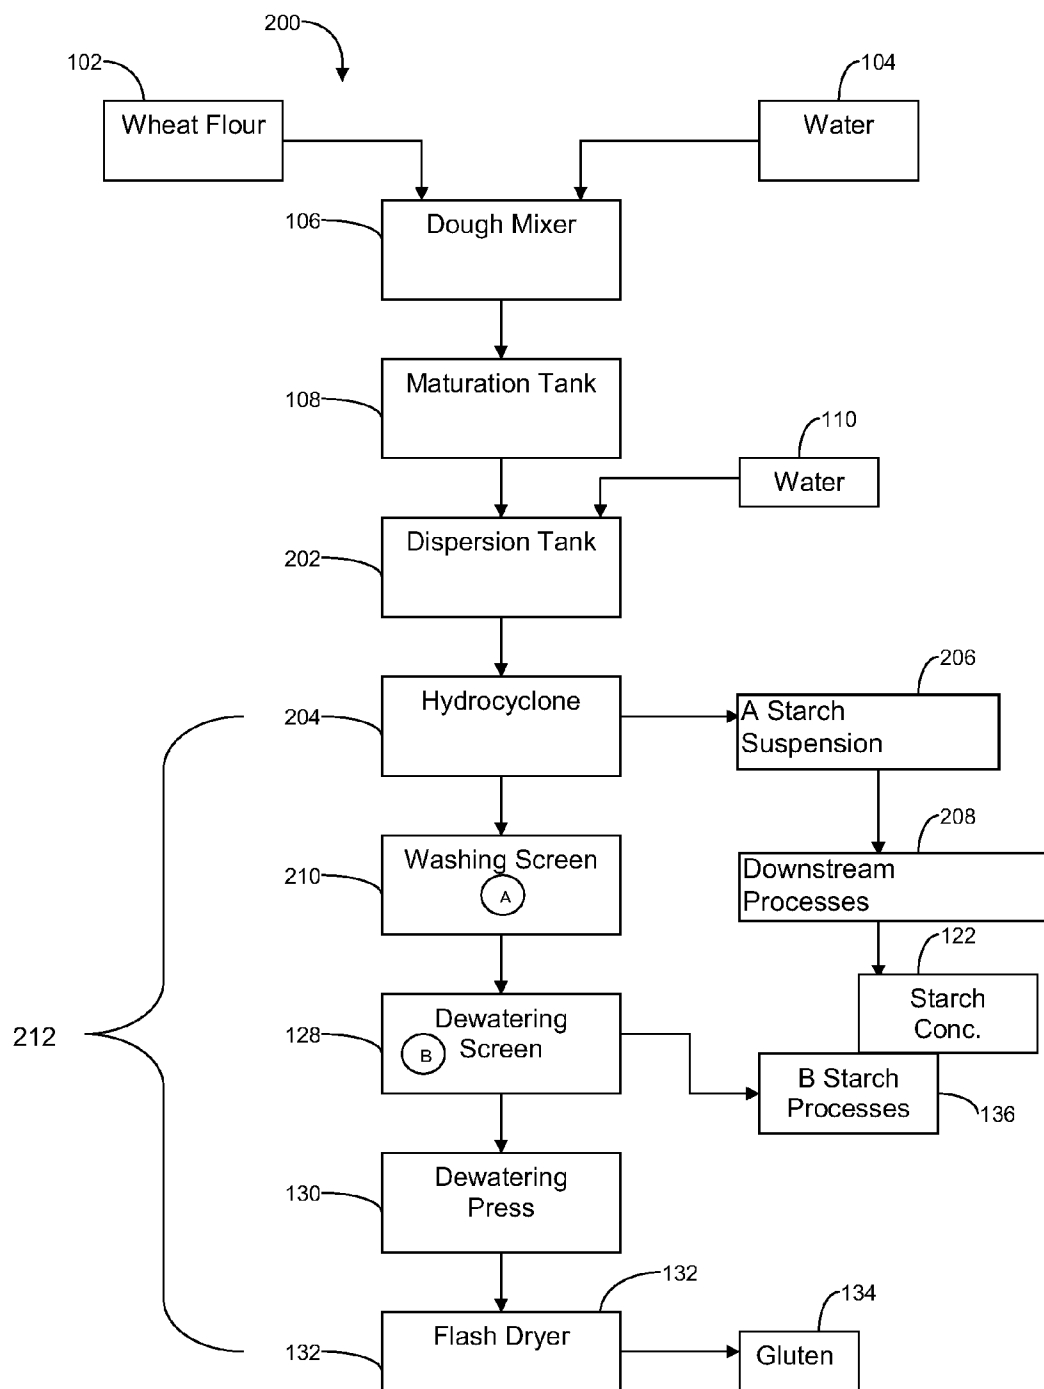 200
102
104
Wheat Flour
Water
106
Dough Mixer
108
Maturation Tank
110
Water
202
Dispersion Tank
206
204
Hydrocyclone
A Starch
Suspension
208
210
Washing Screen
A
Downstream
Processes
122
212
128
Dewatering
Screen
B
Starch
Conc.
B Starch
Processes
136
130
Dewatering
Press
132
134
132
Flash Dryer
Gluten